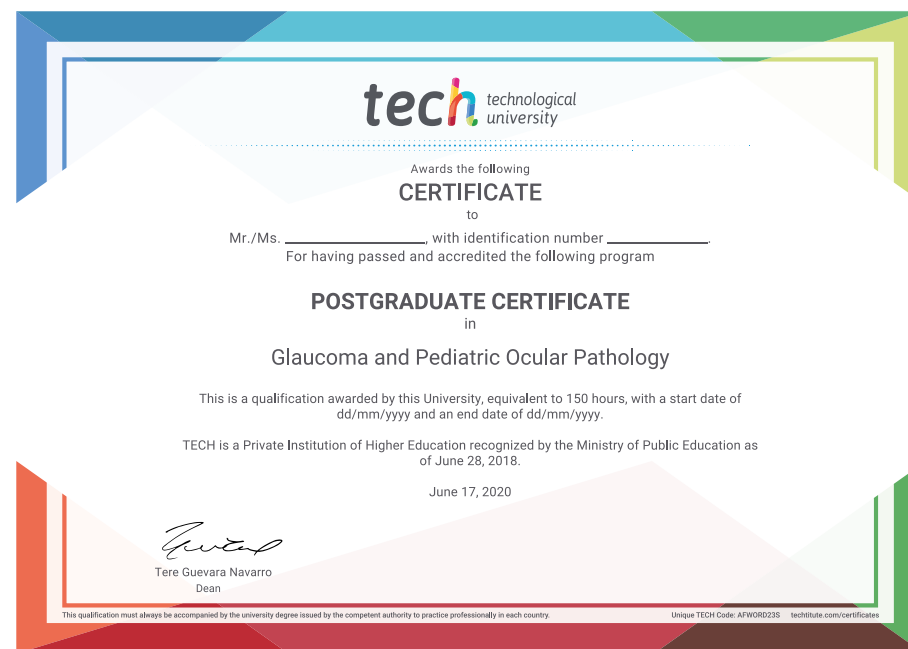 tech technological
university
Awards the following
CERTIFICATE
to
Mr./Ms. ____________________, with identification number ______________.
For having passed and accredited the following program
POSTGRADUATE CERTIFICATE
in
Glaucoma and Pediatric Ocular Pathology
This is a qualification awarded by this University, equivalent to 150 hours, with a start date of
dd/mm/yyyy and an end date of dd/mm/yyyy.
TECH is a Private Institution of Higher Education recognized by the Ministry of Public Education as
of June 28, 2018.
June 17, 2020
Tere Guevara Navarro
Dean
This qualification must always be accompanied by the university degree issued by the competent authority to practice professionally in each country.
Unique TECH Code: AFWORD23S techtitute.com/certificates